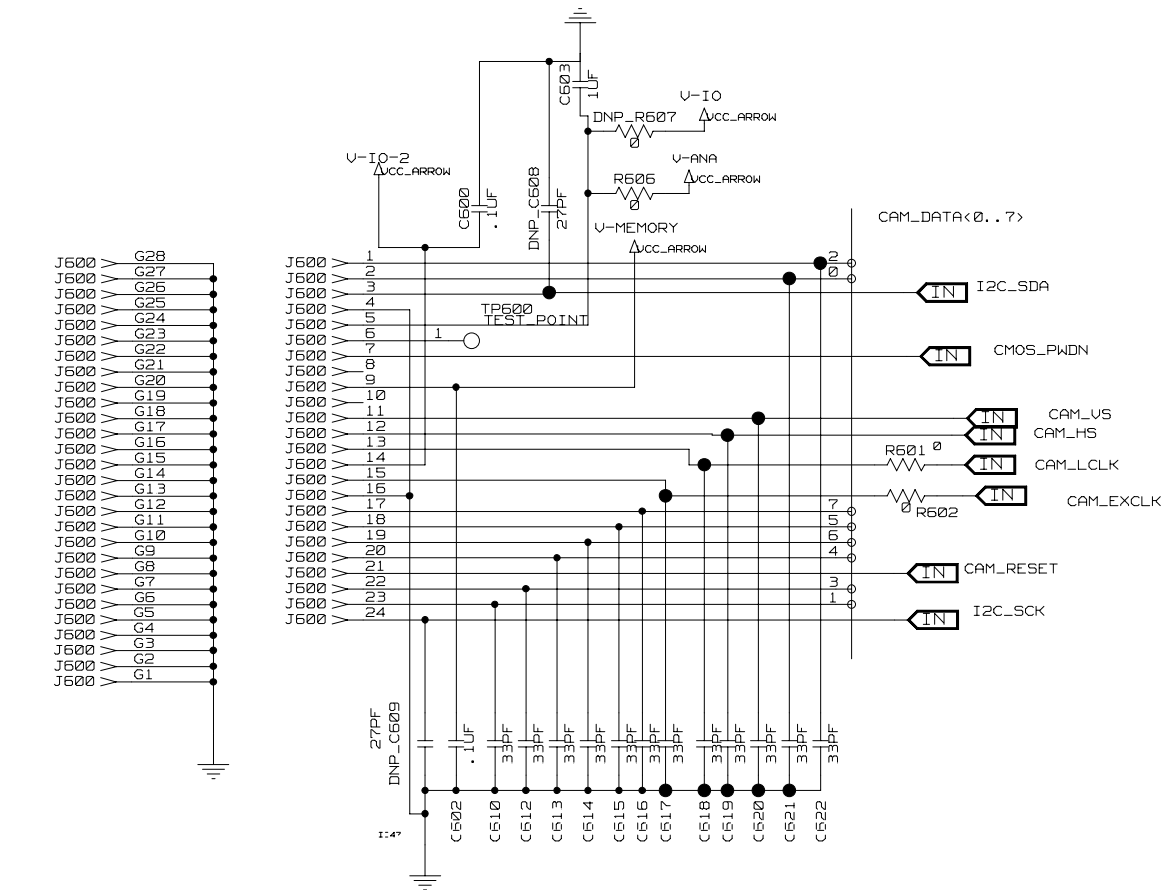 C603
1UF
V-IO
VCC_ARROW
DNP_R607
0
V-IO-2
VCC_ARROW
V-ANA
VCC_ARROW
R606
0
C600
.1UF
DNP_C608
27PF
V-MEMORY
VCC_ARROW
CAM_DATA<0..7>
J600 G28
J600 G27
J600 G26
J600 G25
J600 G24
J600 G23
J600 G22
J600 G21
J600 G20
J600 G19
J600 G18
J600 G17
J600 G16
J600 G15
J600 G14
J600 G13
J600 G12
J600 G11
J600 G10
J600 G9
J600 G8
J600 G7
J600 G6
J600 G5
J600 G4
J600 G3
J600 G2
J600 G1
J600 1 2
J600 2 0
J600 3 IN I2C_SDA
J600 4
TP600
TEST_POINT
J600 5
J600 6 1
J600 7 IN CMOS_PWDN
J600 8
J600 9
J600 10
J600 11 IN CAM_VS
J600 12 IN CAM_HS
J600 13 R601 0
J600 14 IN CAM_LCLK
J600 15
J600 16 IN CAM_EXCLK
0 R602
J600 17 7
J600 18 5
J600 19 6
J600 20 4
J600 21 IN CAM_RESET
J600 22 3
J600 23 1
J600 24 IN I2C_SCK
27PF
DNP_C609
.1UF
33PF
33PF
33PF
33PF
33PF
33PF
33PF
33PF
33PF
33PF
33PF
33PF
C602
C610
C612
C613
C614
C615
C616
C617
C618
C619
C620
C621
C622